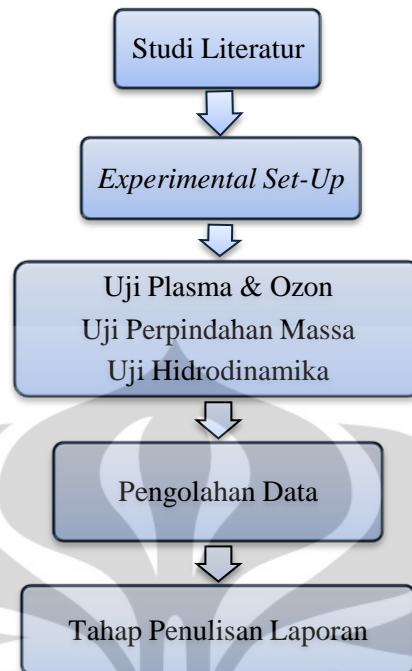 Studi Literatur
Experimental Set-Up
Uji Plasma & Ozon
Uji Perpindahan Massa
Uji Hidrodinamika
Pengolahan Data
Tahap Penulisan Laporan